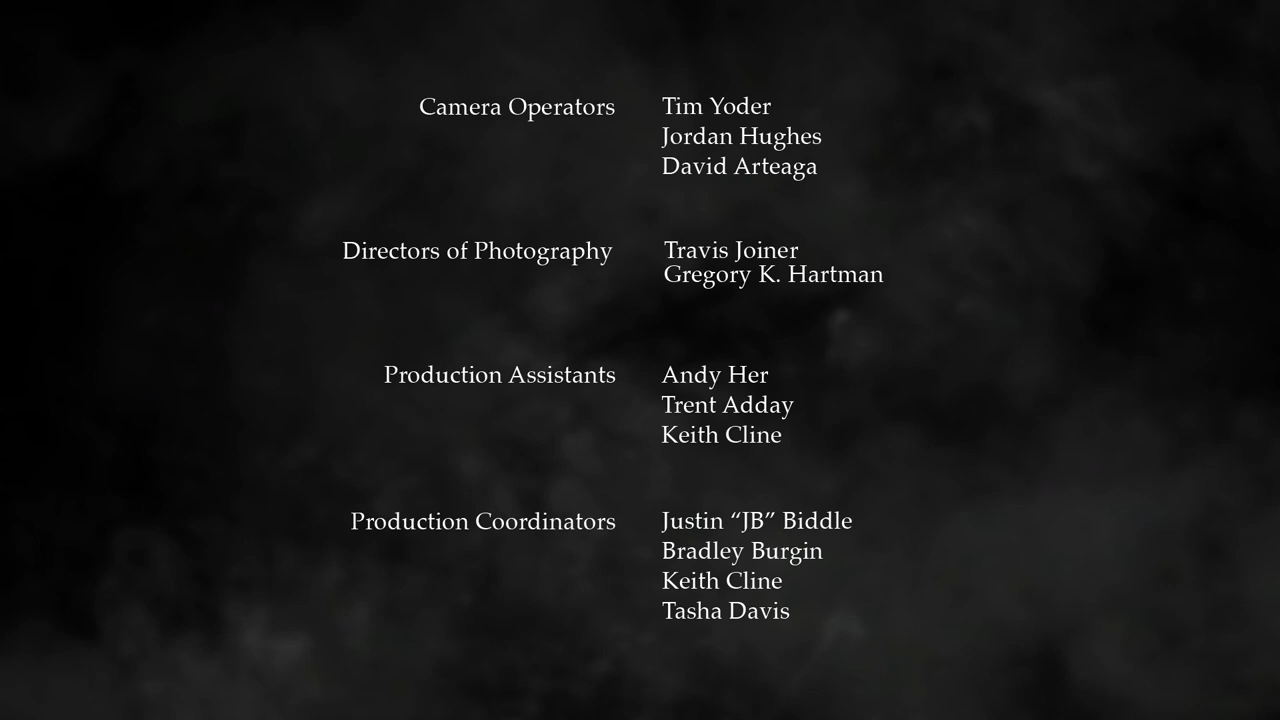 Camera Operators Tim Yoder
Jordan Hughes
David Arteaga
Directors of Photography Travis Joiner
Gregory K. Hartman
Production Assistants Andy Her
Trent Adday
Keith Cline
Production Coordinators Justin “JB” Biddle
Bradley Burgin
Keith Cline
Tasha Davis